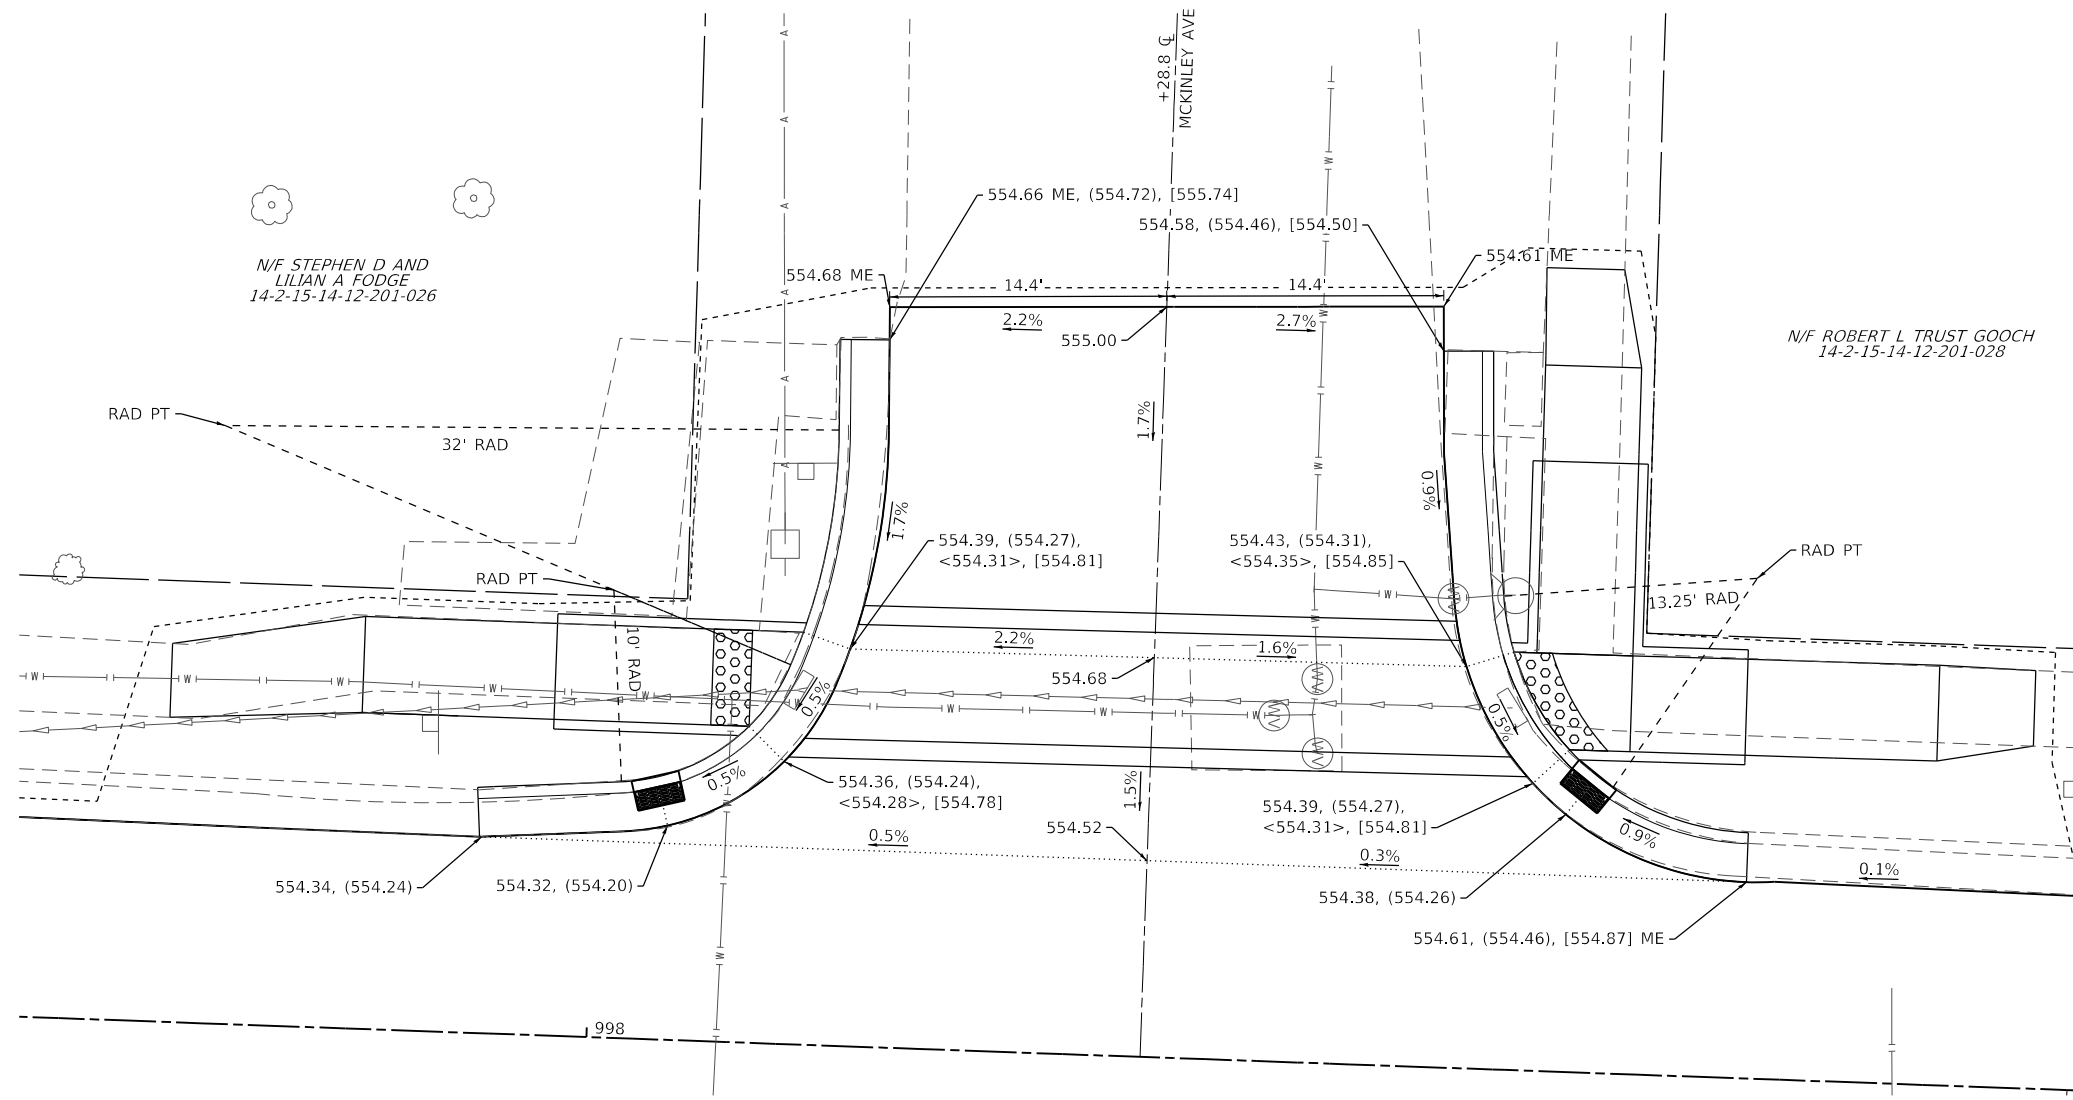 +28.8 ℄
MCKINLEY AVE
A
A
A
A
A
A
W
W
W
W
W
W
W
554.66 ME, (554.72), [555.74]
554.58, (554.46), [554.50]
N/F STEPHEN D AND
LILIAN A FODGE
14-2-15-14-12-201-026
554.68 ME
554.61 ME
14.4'
14.4'
2.2%
2.7%
555.00
N/F ROBERT L TRUST GOOCH
14-2-15-14-12-201-028
RAD PT
32' RAD
1.7%
0.9%
1.7%
554.39, (554.27),
<554.31>, [554.81]
554.43, (554.31),
<554.35>, [554.85]
RAD PT
RAD PT
W
13.25' RAD
10' RAD
2.2%
1.6%
554.68
W
W
W
W
W
W
W
W
W
W
0.5%
0.5%
0.5%
554.36, (554.24),
<554.28>, [554.78]
1.5%
554.39, (554.27),
<554.31>, [554.81]
554.52
0.5%
0.3%
0.9%
0.1%
554.34, (554.24)
554.32, (554.20)
554.38, (554.26)
554.61, (554.46), [554.87] ME
W
W
998